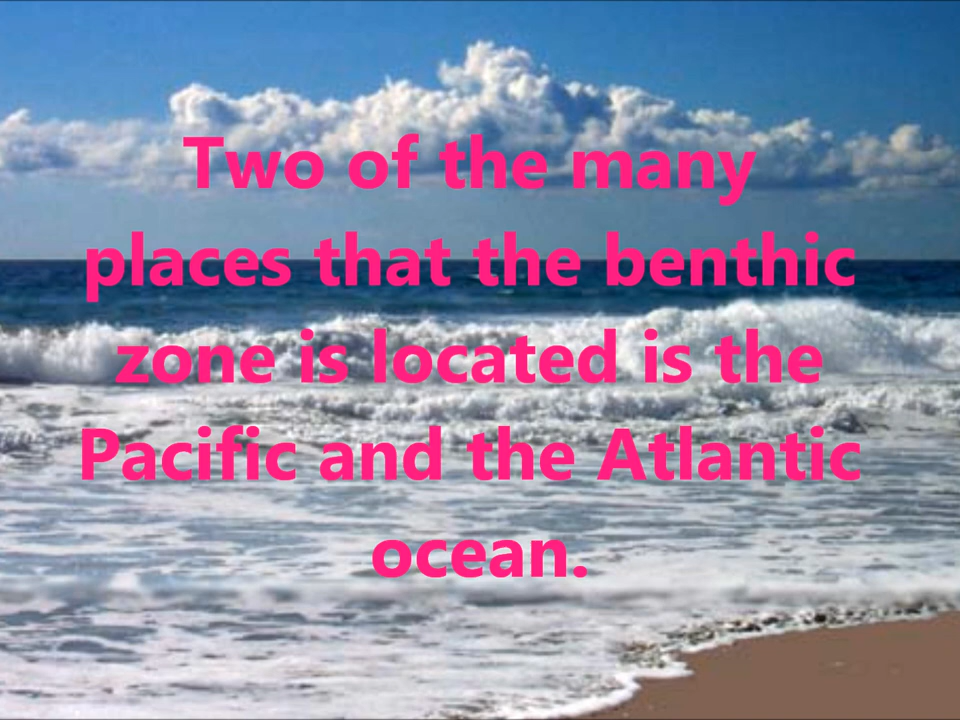 Two of the many
places that the benthic
zone is located is the
Pacific and the Atlantic
ocean.